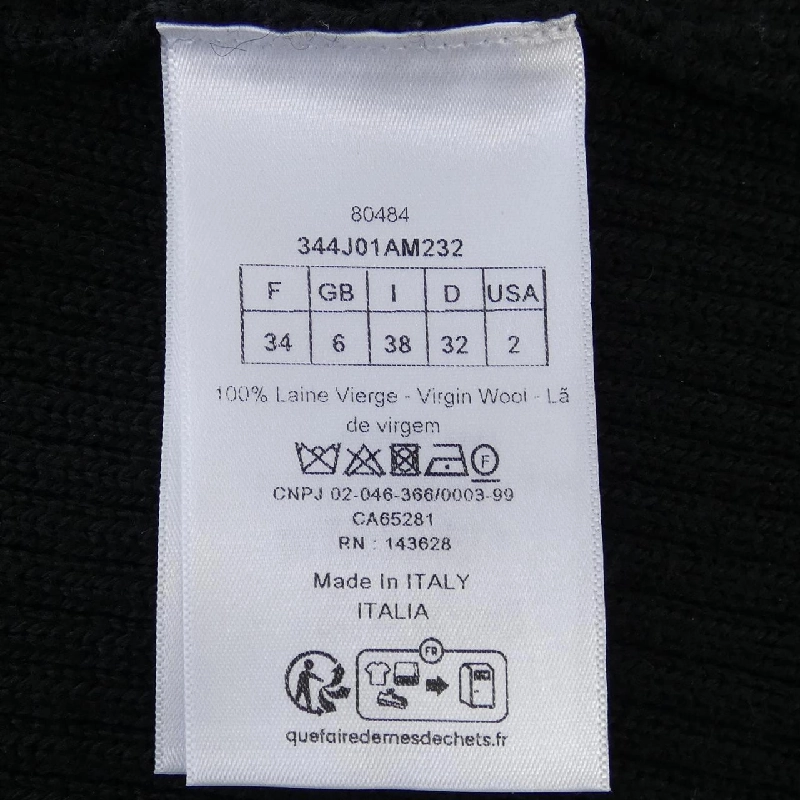 80484
344J01AM232
F GB I D USA
34 6 38 32 2
100% Laine Vierge - Virgin Wool - Lã
de virgem
F
CNPJ 02-046-366/0003-99
CA65281
RN : 143628
Made in ITALY
ITALIA
FR
quefairedemesdechets.fr